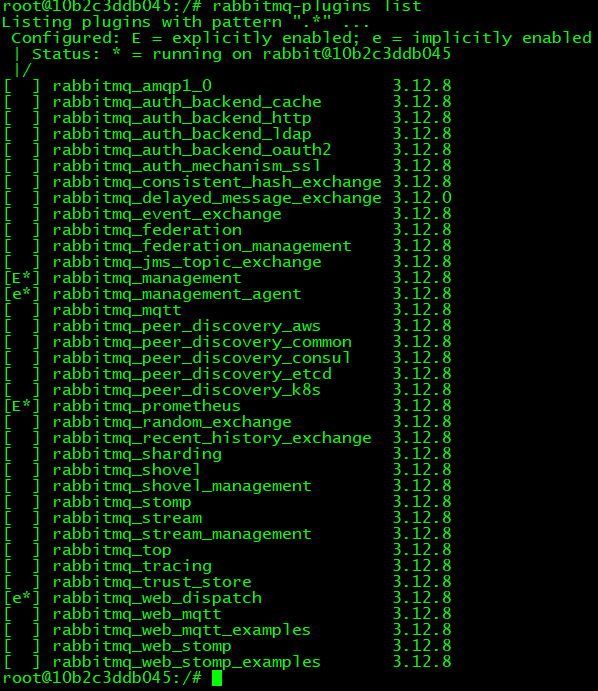 root@10b2c3ddb045:/# rabbitmq-plugins list
Listing plugins with pattern ".*" ...
 Configured: E = explicitly enabled; e = implicitly enabled
 | Status: * = running on rabbit@10b2c3ddb045
 |/
[  ] rabbitmq_amqp1_0                  3.12.8
[  ] rabbitmq_auth_backend_cache       3.12.8
[  ] rabbitmq_auth_backend_http        3.12.8
[  ] rabbitmq_auth_backend_ldap        3.12.8
[  ] rabbitmq_auth_backend_oauth2      3.12.8
[  ] rabbitmq_auth_mechanism_ssl       3.12.8
[  ] rabbitmq_consistent_hash_exchange 3.12.8
[  ] rabbitmq_delayed_message_exchange 3.12.0
[  ] rabbitmq_event_exchange           3.12.8
[  ] rabbitmq_federation               3.12.8
[  ] rabbitmq_federation_management    3.12.8
[  ] rabbitmq_jms_topic_exchange       3.12.8
[E*] rabbitmq_management               3.12.8
[e*] rabbitmq_management_agent         3.12.8
[  ] rabbitmq_mqtt                     3.12.8
[  ] rabbitmq_peer_discovery_aws       3.12.8
[  ] rabbitmq_peer_discovery_common    3.12.8
[  ] rabbitmq_peer_discovery_consul    3.12.8
[  ] rabbitmq_peer_discovery_etcd      3.12.8
[  ] rabbitmq_peer_discovery_k8s       3.12.8
[E*] rabbitmq_prometheus               3.12.8
[  ] rabbitmq_random_exchange          3.12.8
[  ] rabbitmq_recent_history_exchange  3.12.8
[  ] rabbitmq_sharding                 3.12.8
[  ] rabbitmq_shovel                   3.12.8
[  ] rabbitmq_shovel_management        3.12.8
[  ] rabbitmq_stomp                    3.12.8
[  ] rabbitmq_stream                   3.12.8
[  ] rabbitmq_stream_management        3.12.8
[  ] rabbitmq_top                      3.12.8
[  ] rabbitmq_tracing                  3.12.8
[  ] rabbitmq_trust_store              3.12.8
[e*] rabbitmq_web_dispatch             3.12.8
[  ] rabbitmq_web_mqtt                 3.12.8
[  ] rabbitmq_web_mqtt_examples        3.12.8
[  ] rabbitmq_web_stomp                3.12.8
[  ] rabbitmq_web_stomp_examples       3.12.8
root@10b2c3ddb045:/#